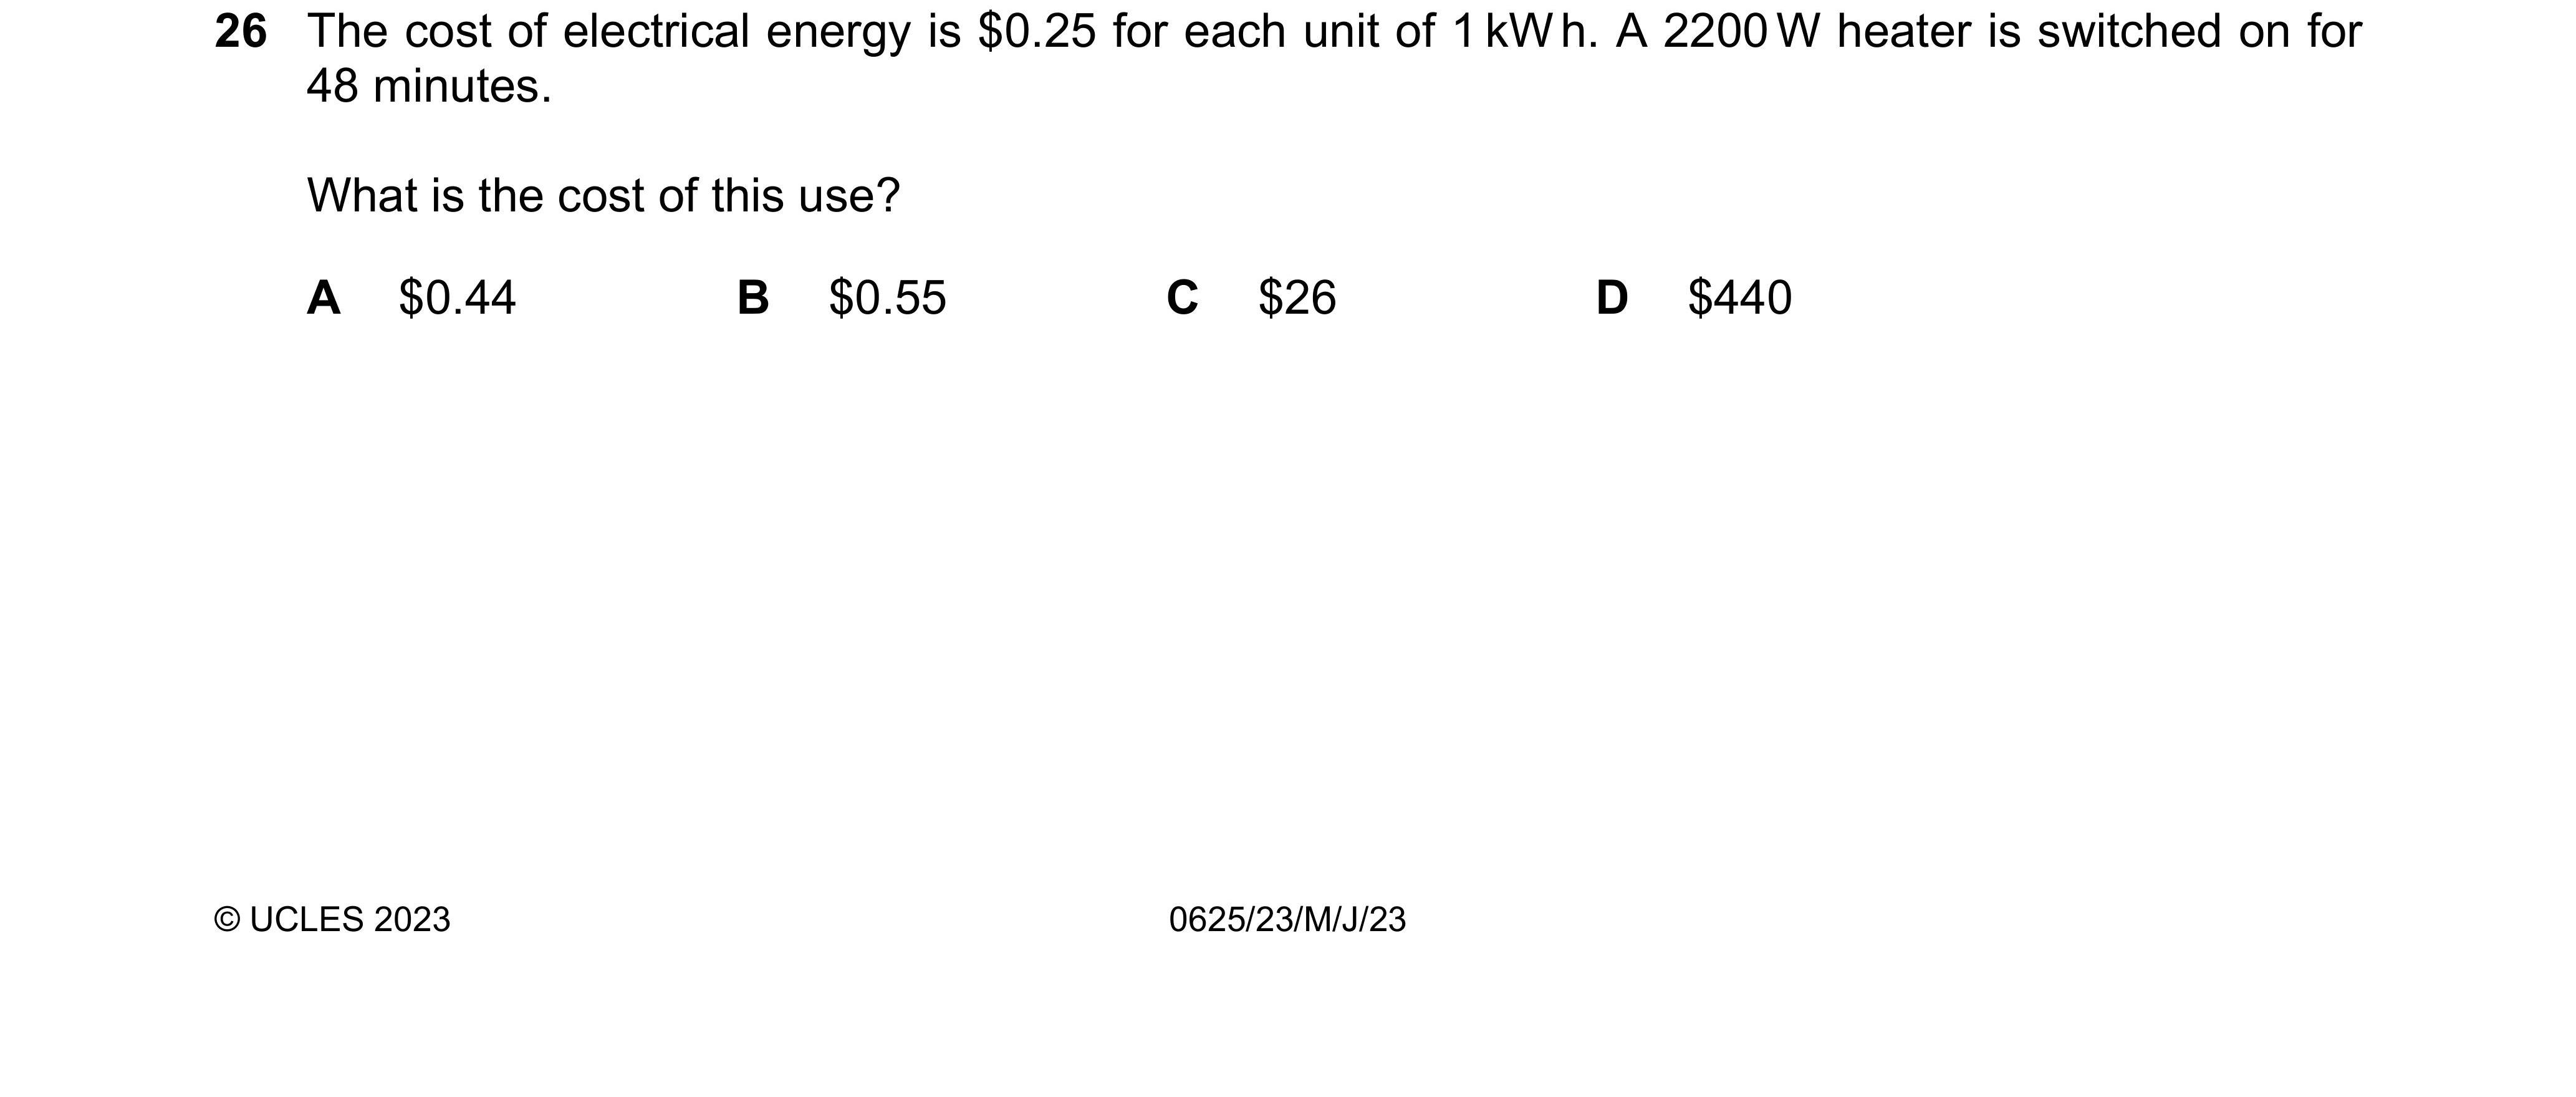 26 The cost of electrical energy is $0.25 for each unit of 1 kW h. A 2200 W heater is switched on for
48 minutes.
What is the cost of this use?
A $0.44 B $0.55 C $26 D $440
© UCLES 2023 0625/23/M/J/23